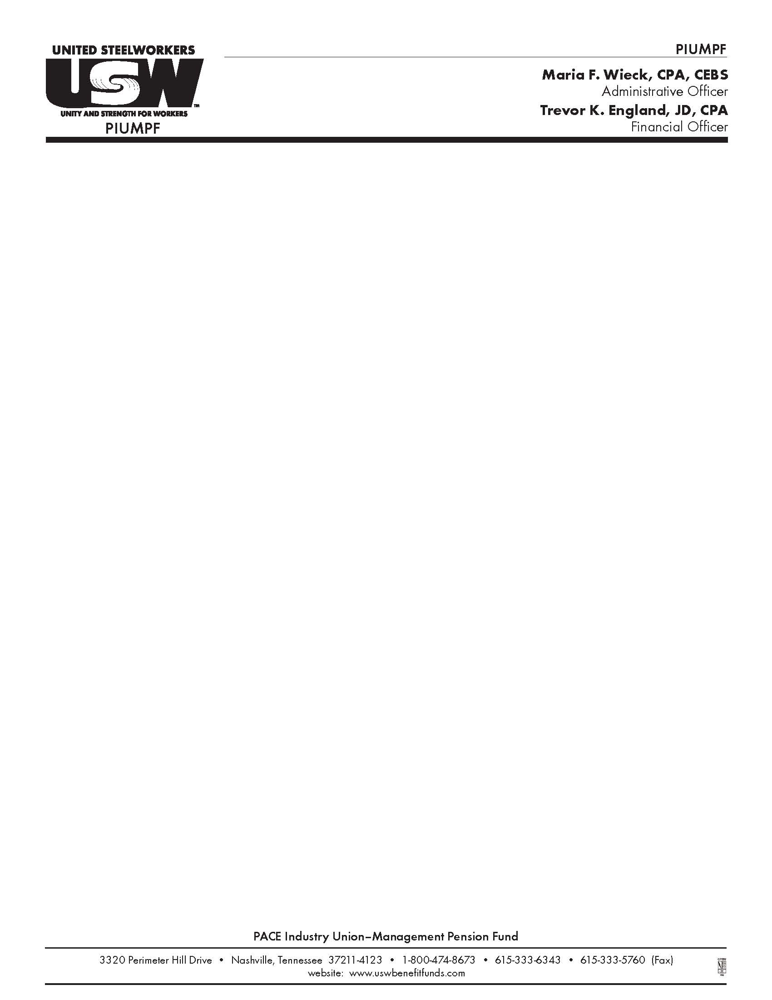 UNITED STEELWORKERS
USW
TM
UNITY AND STRENGTH FOR WORKERS
PIUMPF
PIUMPF
Maria F. Wieck, CPA, CEBS
Administrative Officer
Trevor K. England, JD, CPA
Financial Officer
PACE Industry Union–Management Pension Fund
3320 Perimeter Hill Drive • Nashville, Tennessee 37211-4123 • 1-800-474-8673 • 615-333-6343 • 615-333-5760 (Fax)
website: www.uswbenefitfunds.com